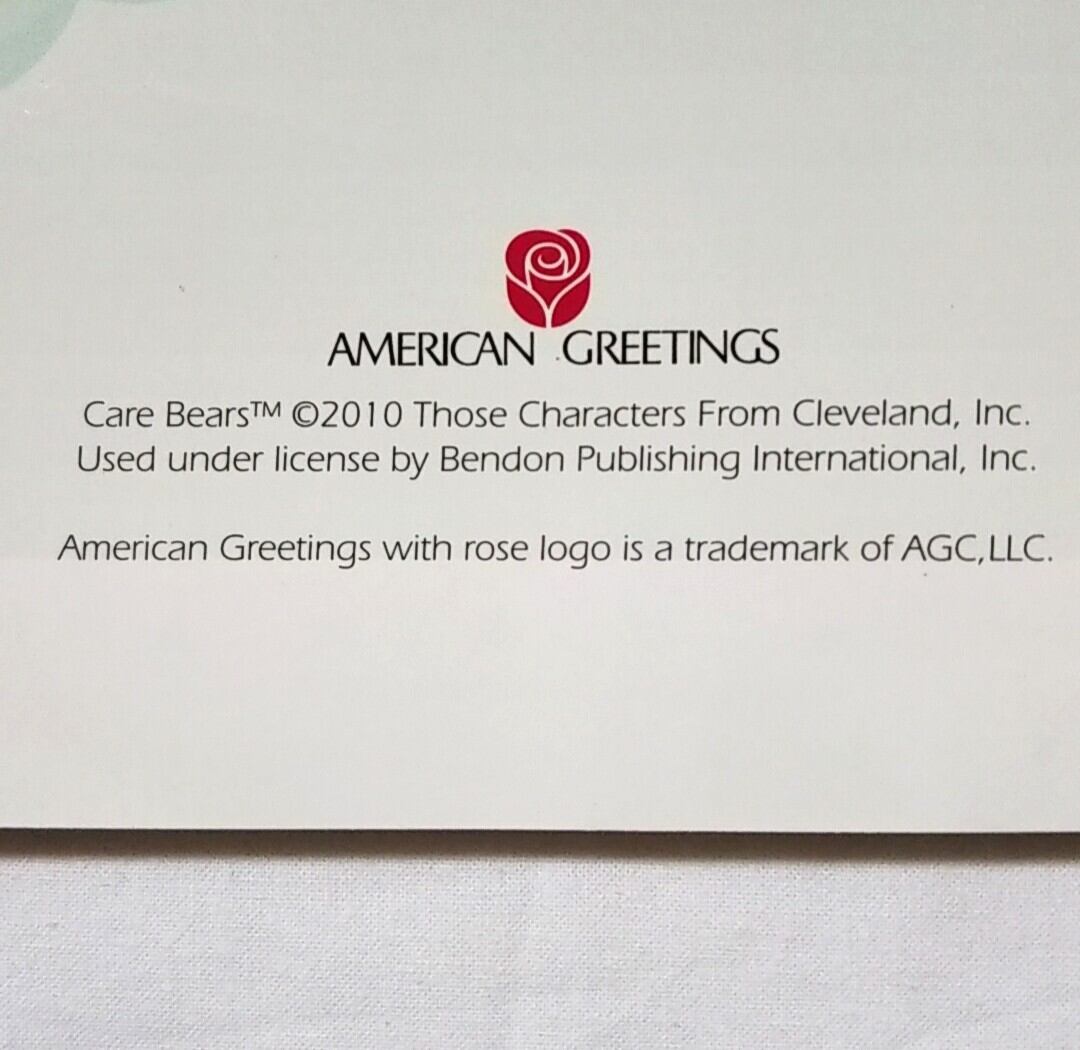 AMERICAN GREETINGS
Care Bears™ ©2010 Those Characters From Cleveland, Inc.
Used under license by Bendon Publishing International, Inc.
American Greetings with rose logo is a trademark of AGC,LLC.